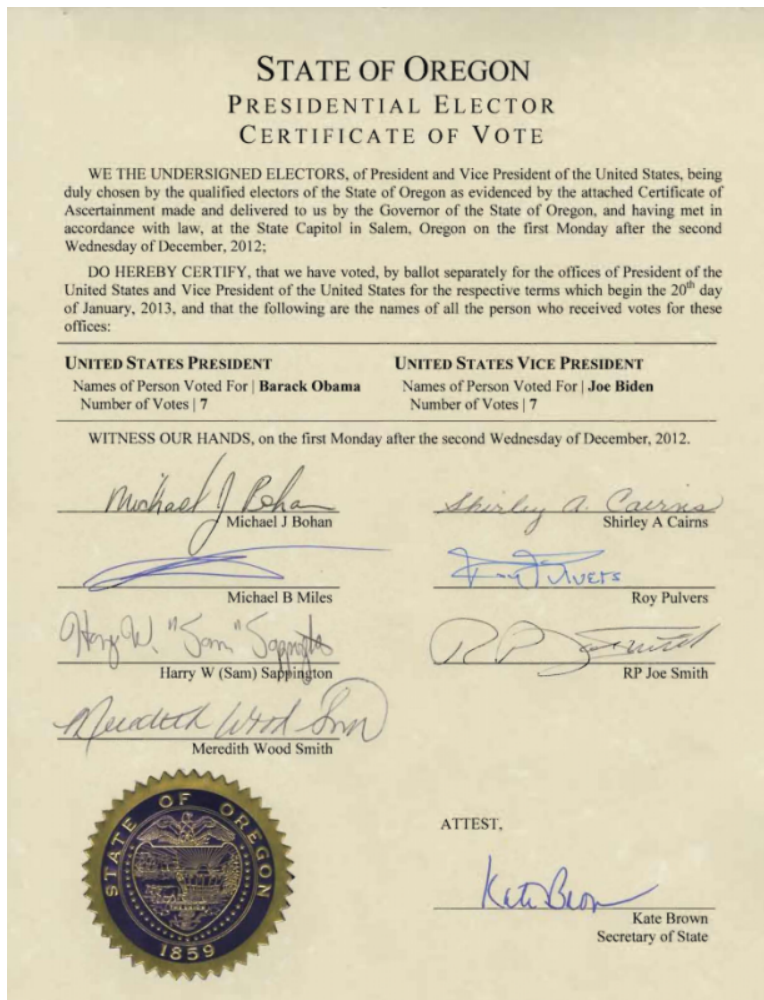 STATE OF OREGON
PRESIDENTIAL ELECTOR
CERTIFICATE OF VOTE
WE THE UNDERSIGNED ELECTORS, of President and Vice President of the United States, being
duly chosen by the qualified electors of the State of Oregon as evidenced by the attached Certificate of
Ascertainment made and delivered to us by the Governor of the State of Oregon, and having met in
accordance with law, at the State Capitol in Salem, Oregon on the first Monday after the second
Wednesday of December, 2012;
DO HEREBY CERTIFY, that we have voted, by ballot separately for the offices of President of the
United States and Vice President of the United States for the respective terms which begin the 20th day
of January, 2013, and that the following are the names of all the person who received votes for these
offices:
UNITED STATES PRESIDENT UNITED STATES VICE PRESIDENT
Names of Person Voted For | Barack Obama Names of Person Voted For | Joe Biden
Number of Votes | 7 Number of Votes | 7
WITNESS OUR HANDS, on the first Monday after the second Wednesday of December, 2012.
Michael J Bohan Shirley A. Cairns
Michael J Bohan Shirley A Cairns
Roy Pulvers
Michael B Miles Roy Pulvers
Harry W. "Sam" Sappington RP Joe Smith
Harry W (Sam) Sappington RP Joe Smith
Meredith Wood Smith
Meredith Wood Smith
STATE OF OREGON
1859
ATTEST,
Kate Brown
Kate Brown
Secretary of State